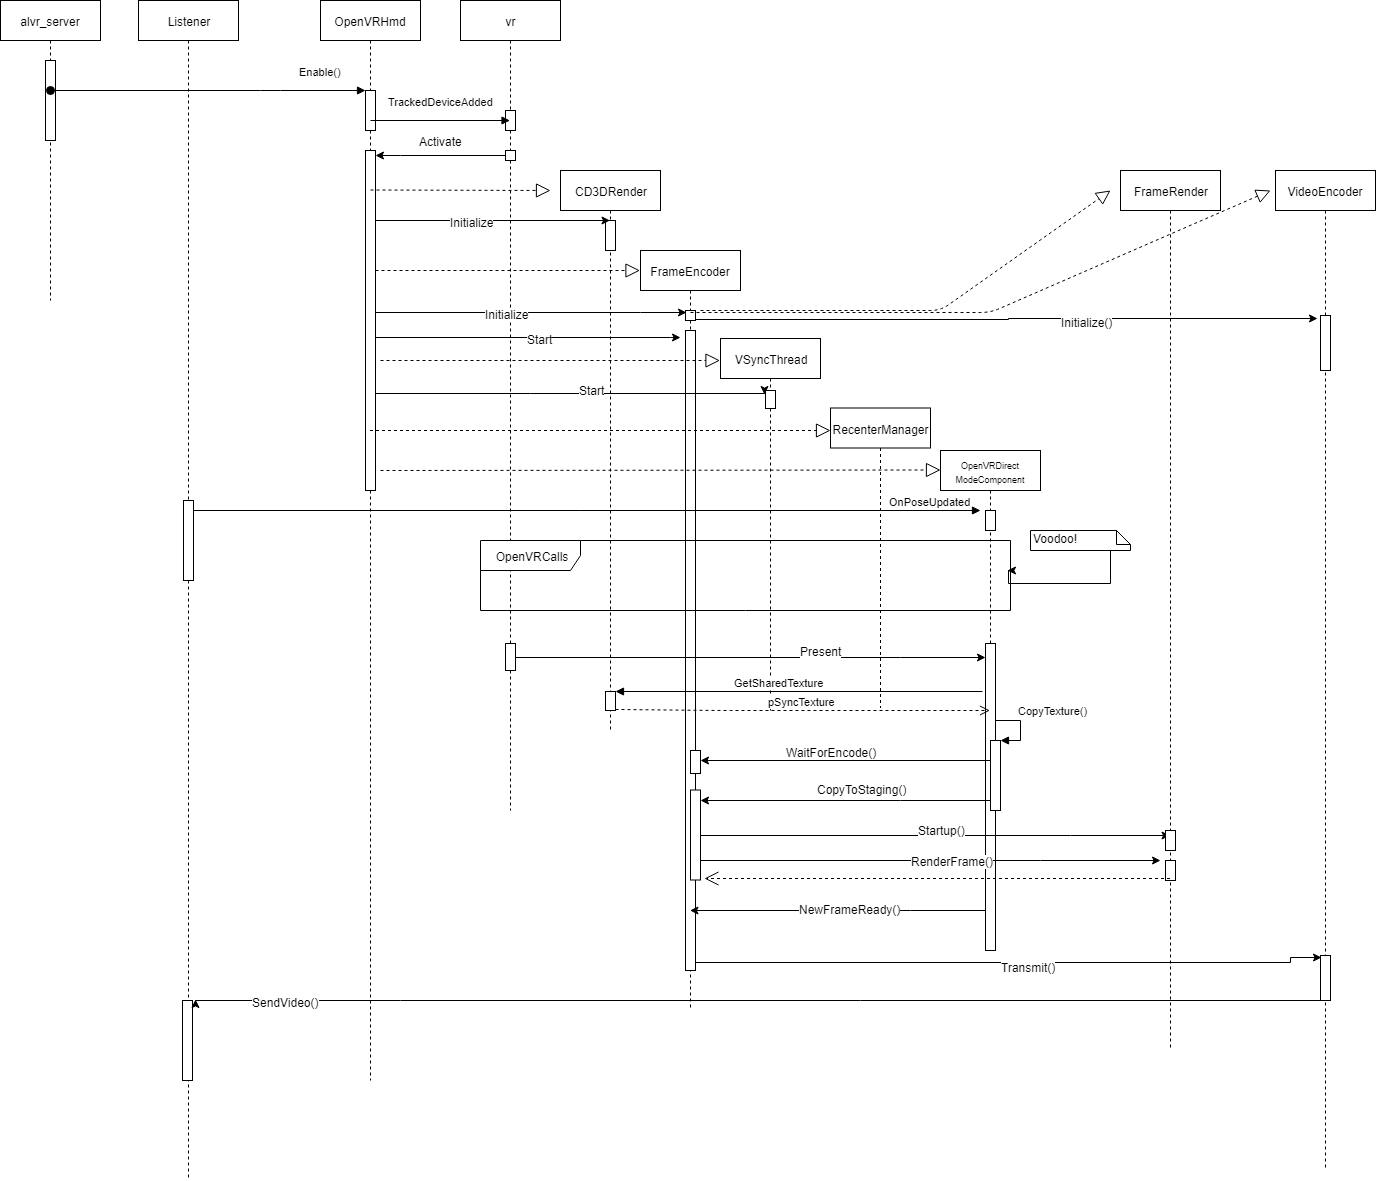 alvr_server
Listener
OpenVRHmd
vr
Enable()
TrackedDeviceAdded
Activate
CD3DRender
FrameRender
VideoEncoder
Initialize
FrameEncoder
Initialize
Initialize()
Start
VSyncThread
Start
RecenterManager
OpenVRDirect
ModeComponent
OnPoseUpdated
Voodoo!
OpenVRCalls
Present
GetSharedTexture
pSyncTexture
CopyTexture()
WaitForEncode()
CopyToStaging()
Startup()
RenderFrame()
NewFrameReady()
Transmit()
SendVideo()